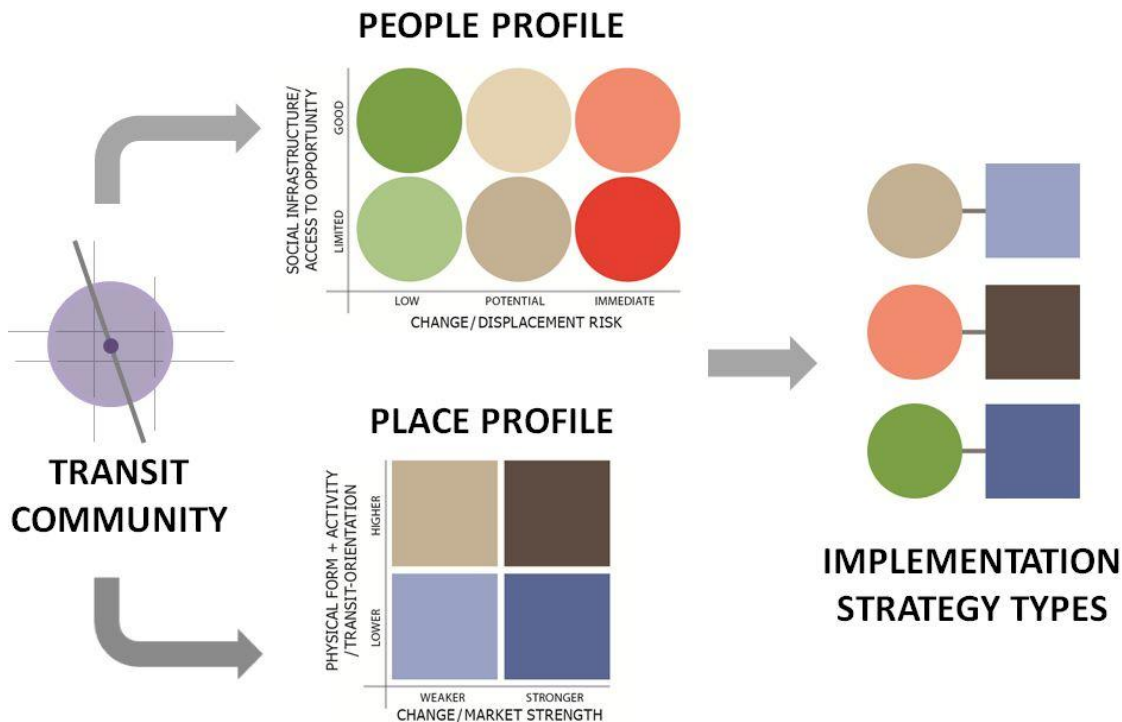 PEOPLE PROFILE
SOCIAL INFRASTRUCTURE/
ACCESS TO OPPORTUNITY
GOOD
LIMITED
LOW
POTENTIAL
IMMEDIATE
CHANGE/DISPLACEMENT RISK
TRANSIT
COMMUNITY
PLACE PROFILE
PHYSICAL FORM + ACTIVITY
/TRANSIT-ORIENTATION
HIGHER
LOWER
WEAKER
STRONGER
CHANGE/MARKET STRENGTH
IMPLEMENTATION
STRATEGY TYPES